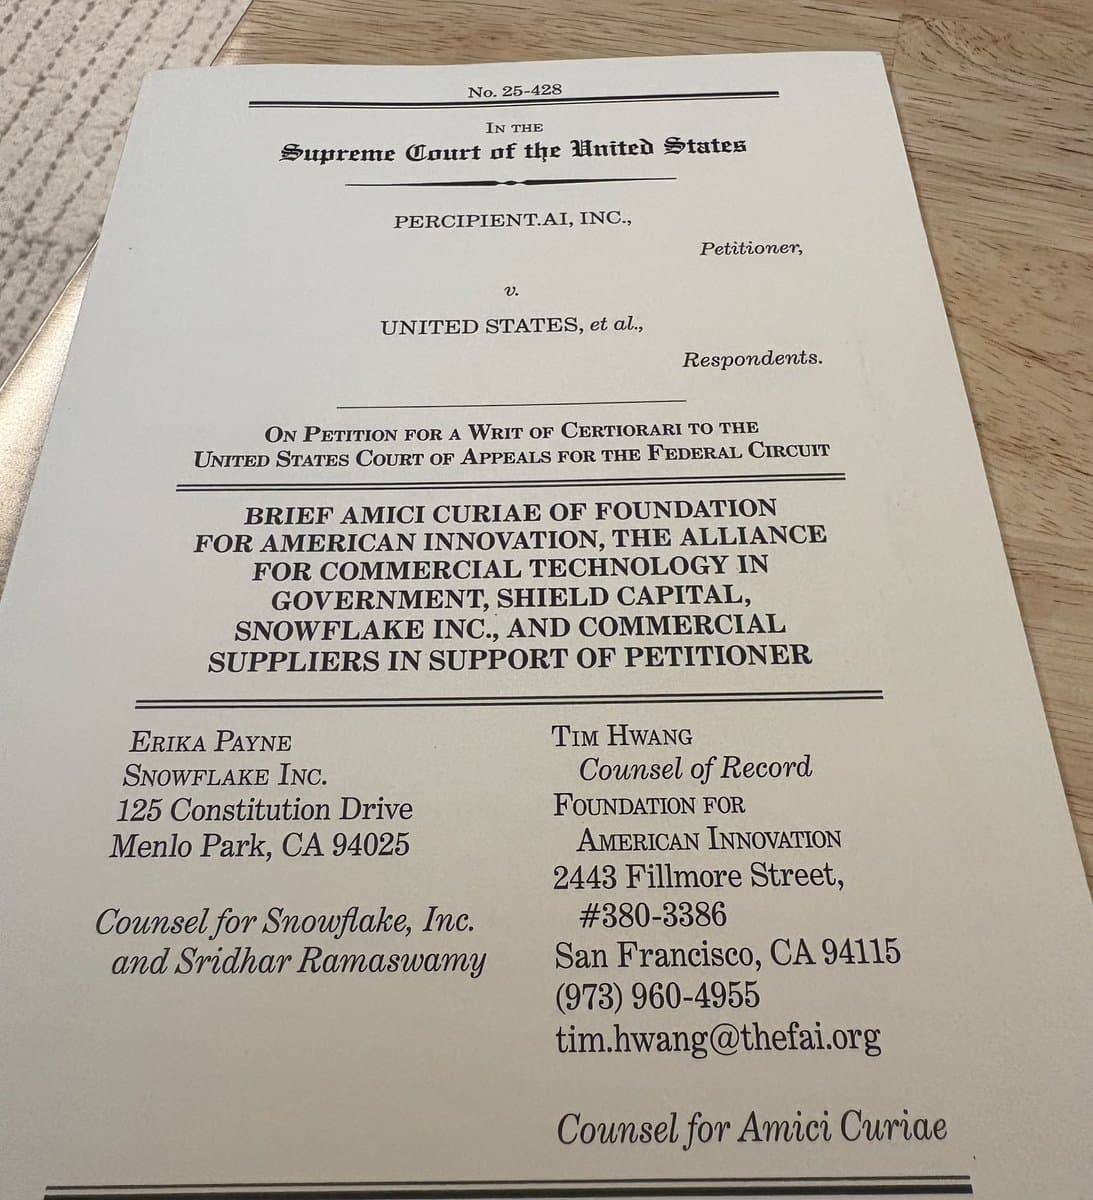 No. 25-428
IN THE
Supreme Court of the United States
PERCIPIENT.AI, INC.,
Petitioner,
v.
UNITED STATES, et al.,
Respondents.
ON PETITION FOR A WRIT OF CERTIORARI TO THE
UNITED STATES COURT OF APPEALS FOR THE FEDERAL CIRCUIT
BRIEF AMICI CURIAE OF FOUNDATION
FOR AMERICAN INNOVATION, THE ALLIANCE
FOR COMMERCIAL TECHNOLOGY IN
GOVERNMENT, SHIELD CAPITAL,
SNOWFLAKE INC., AND COMMERCIAL
SUPPLIERS IN SUPPORT OF PETITIONER
ERIKA PAYNE
SNOWFLAKE INC.
125 Constitution Drive
Menlo Park, CA 94025
Counsel for Snowflake, Inc.
and Sridhar Ramaswamy
TIM HWANG
Counsel of Record
FOUNDATION FOR
AMERICAN INNOVATION
2443 Fillmore Street,
#380-3386
San Francisco, CA 94115
(973) 960-4955
tim.hwang@thefai.org
Counsel for Amici Curiae